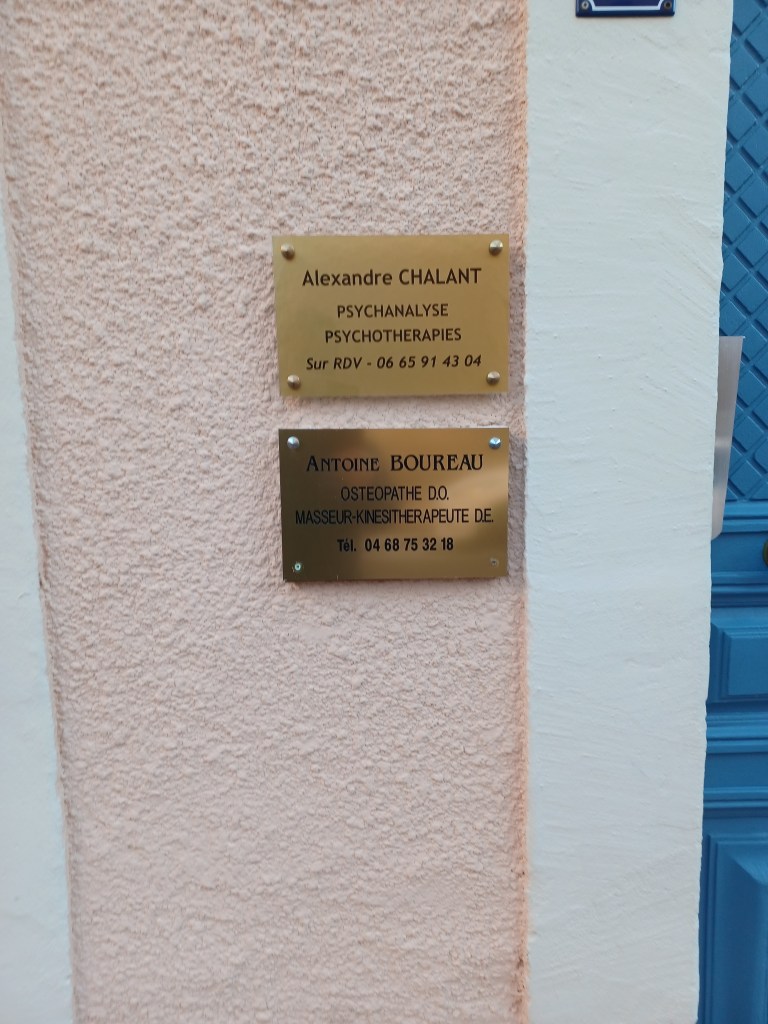 Alexandre CHALANT
PSYCHANALYSE
PSYCHOTHERAPIES
Sur RDV - 06 65 91 43 04
ANTOINE BOUREAU
OSTEOPATHE D.O.
MASSEUR-KINESITHERAPEUTE D.E.
Tél. 04 68 75 32 18